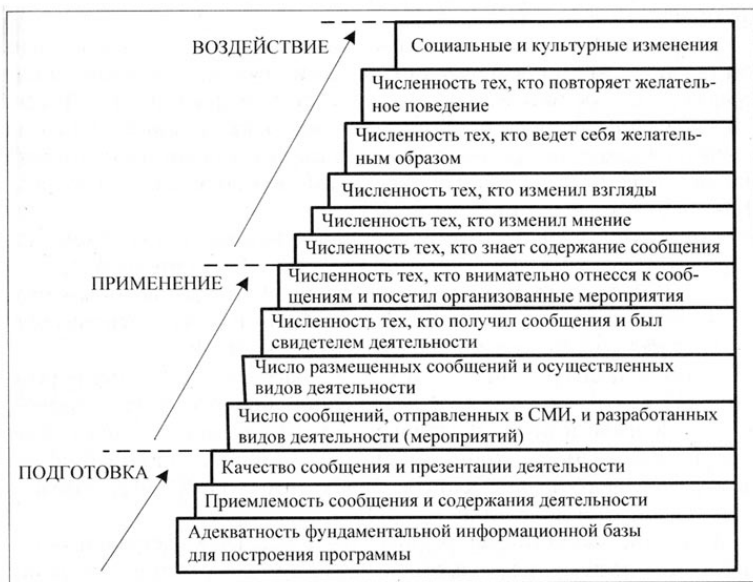 ВОЗДЕЙСТВИЕ
Социальные и культурные изменения
Численность тех, кто повторяет желатель-
ное поведение
Численность тех, кто ведет себя желатель-
ным образом
Численность тех, кто изменил взгляды
Численность тех, кто изменил мнение
Численность тех, кто знает содержание сообщения
ПРИМЕНЕНИЕ
Численность тех, кто внимательно отнесся к сооб-
щениям и посетил организованные мероприятия
Численность тех, кто получил сообщения и был
свидетелем деятельности
Число размещенных сообщений и осуществленных
видов деятельности
Число сообщений, отправленных в СМИ, и разработанных
видов деятельности (мероприятий)
ПОДГОТОВКА
Качество сообщения и презентации деятельности
Приемлемость сообщения и содержания деятельности
Адекватность фундаментальной информационной базы
для построения программы